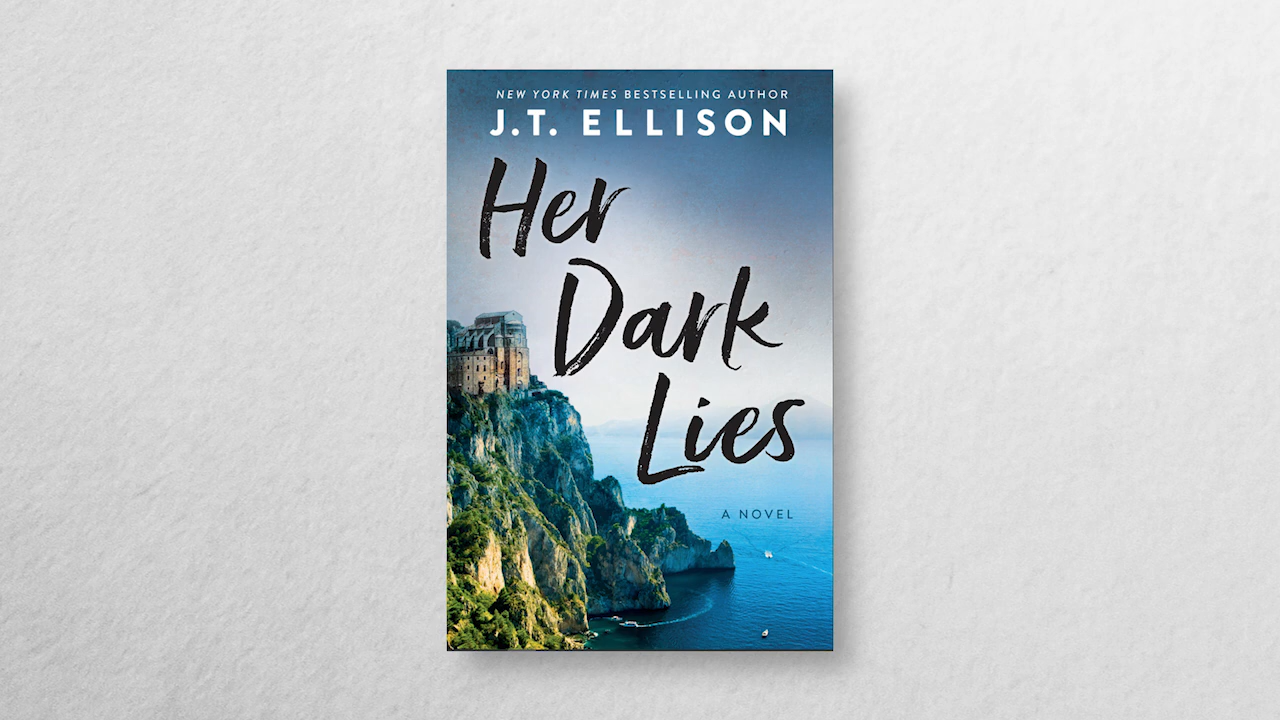 NEW YORK TIMES BESTSELLING AUTHOR
J.T. ELLISON
Her
Dark
Lies
A NOVEL